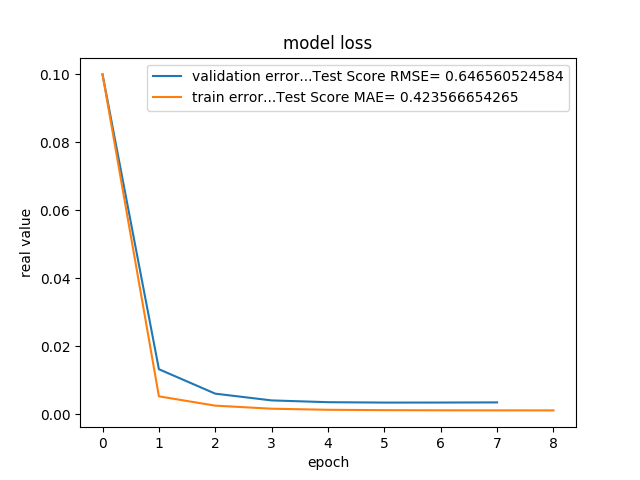 model loss
validation error...Test Score RMSE= 0.646560524584
train error...Test Score MAE= 0.423566654265
0.10
0.08
0.06
0.04
0.02
0.00
real value
0 1 2 3 4 5 6 7 8
epoch